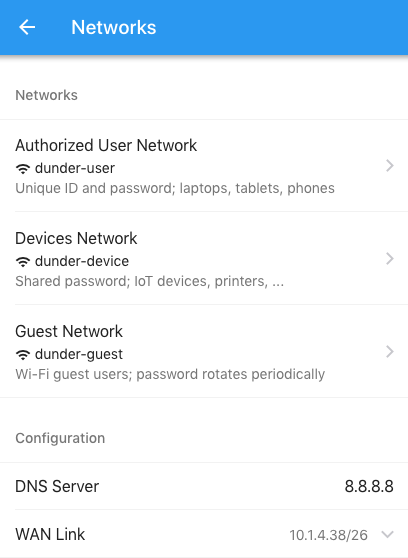 Networks
Networks
Authorized User Network
dunder-user
Unique ID and password; laptops, tablets, phones
Devices Network
dunder-device
Shared password; IoT devices, printers, ...
Guest Network
dunder-guest
Wi-Fi guest users; password rotates periodically
Configuration
DNS Server 8.8.8.8
WAN Link 10.1.4.38/26